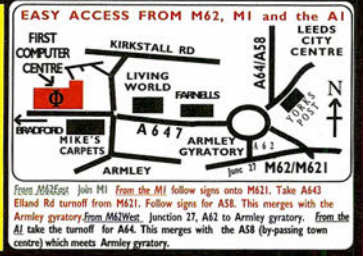 EASY ACCESS FROM M62, M1 and the A1
FIRST
COMPUTER
CENTRE
KIRKSTALL RD
LEEDS
CITY
CENTRE
A64/A58
LIVING
WORLD
FARNELLS
YORKS
POST
N
BRADFORD
A647
MIKE'S
CARPETS
ARMLEY
GYRATORY
A62
ARMLEY
June 27
M62/M621
From M62East Join M1 From the M1 follow signs onto M621. Take A643
Elland Rd turnoff from M621. Follow signs for A58. This merges with the
Armley gyratory. From M62West Junction 27, A62 to Armley gyratory. From the
A1 take the turnoff for A64. This merges with the A58 (by-passing town
centre) which meets Armley gyratory.